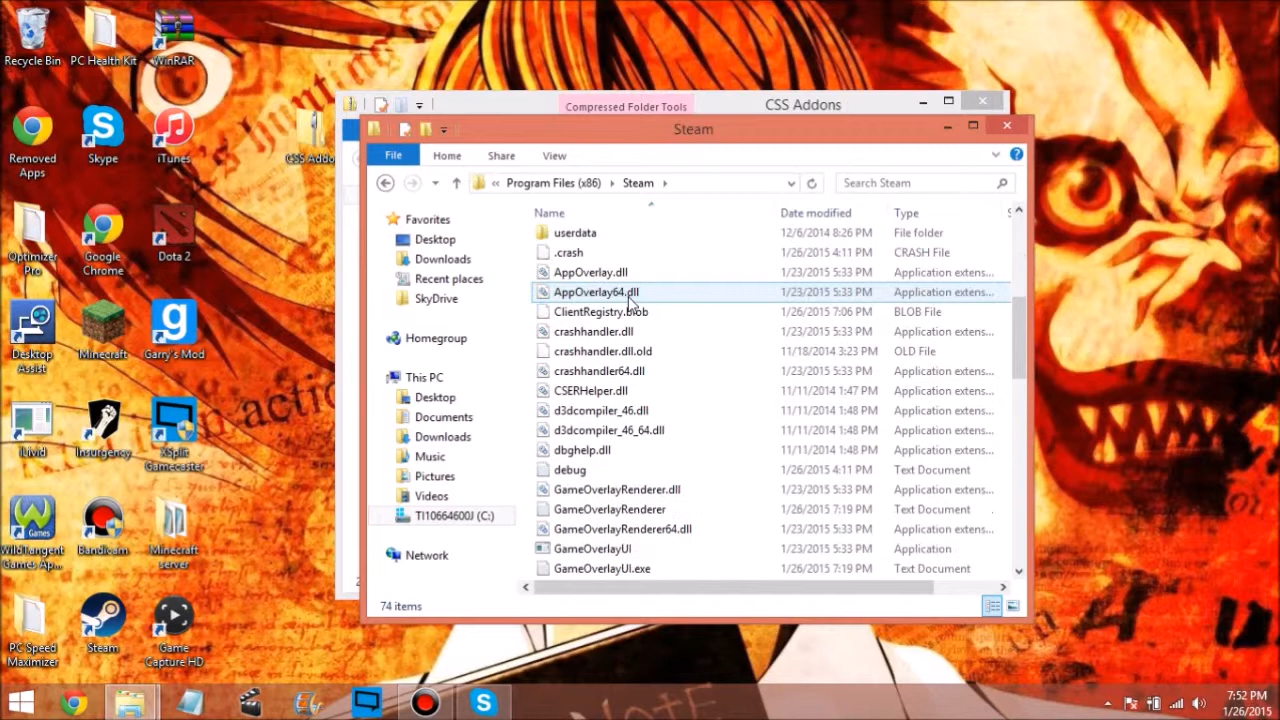 Recycle Bin
PC Health Kit
WinRAR
Removed
Apps
Skype
iTunes
CSS Addo
Optimizer
Pro
Google
Chrome
Dota 2
Desktop
Assist
Minecraft
Garry's Mod
iLivid
Insurgency
XSplit
Gamecaster
WildTangent
Games Ap...
Bandicam
Minecraft
server
PC Speed
Maximizer
Steam
Game
Capture HD
Compressed Folder Tools
CSS Addons
Steam
File
Home
Share
View
« Program Files (x86) Steam
Search Steam
Favorites
Desktop
Downloads
Recent places
SkyDrive
Homegroup
This PC
Desktop
Documents
Downloads
Music
Pictures
Videos
TI10664600J (C:)
Network
Name Date modified Type
userdata 12/6/2014 8:26 PM File folder
.crash 1/26/2015 4:11 PM CRASH File
AppOverlay.dll 1/23/2015 5:33 PM Application extens...
AppOverlay64.dll 1/23/2015 5:33 PM Application extens...
ClientRegistry.blob 1/26/2015 7:06 PM BLOB File
crashhandler.dll 1/23/2015 5:33 PM Application extens...
crashhandler.dll.old 11/18/2014 3:23 PM OLD File
crashhandler64.dll 1/23/2015 5:33 PM Application extens...
CSERHelper.dll 11/11/2014 1:47 PM Application extens...
d3dcompiler_46.dll 11/11/2014 1:48 PM Application extens...
d3dcompiler_46_64.dll 11/11/2014 1:48 PM Application extens...
dbghelp.dll 11/11/2014 1:48 PM Application extens...
debug 1/26/2015 4:11 PM Text Document
GameOverlayRenderer.dll 1/23/2015 5:33 PM Application extens...
GameOverlayRenderer 1/26/2015 7:19 PM Text Document
GameOverlayRenderer64.dll 1/23/2015 5:33 PM Application extens...
GameOverlayUI 1/23/2015 5:33 PM Application
GameOverlayUI.exe 1/26/2015 7:19 PM Text Document
74 items
NOTE
7:52 PM
1/26/2015